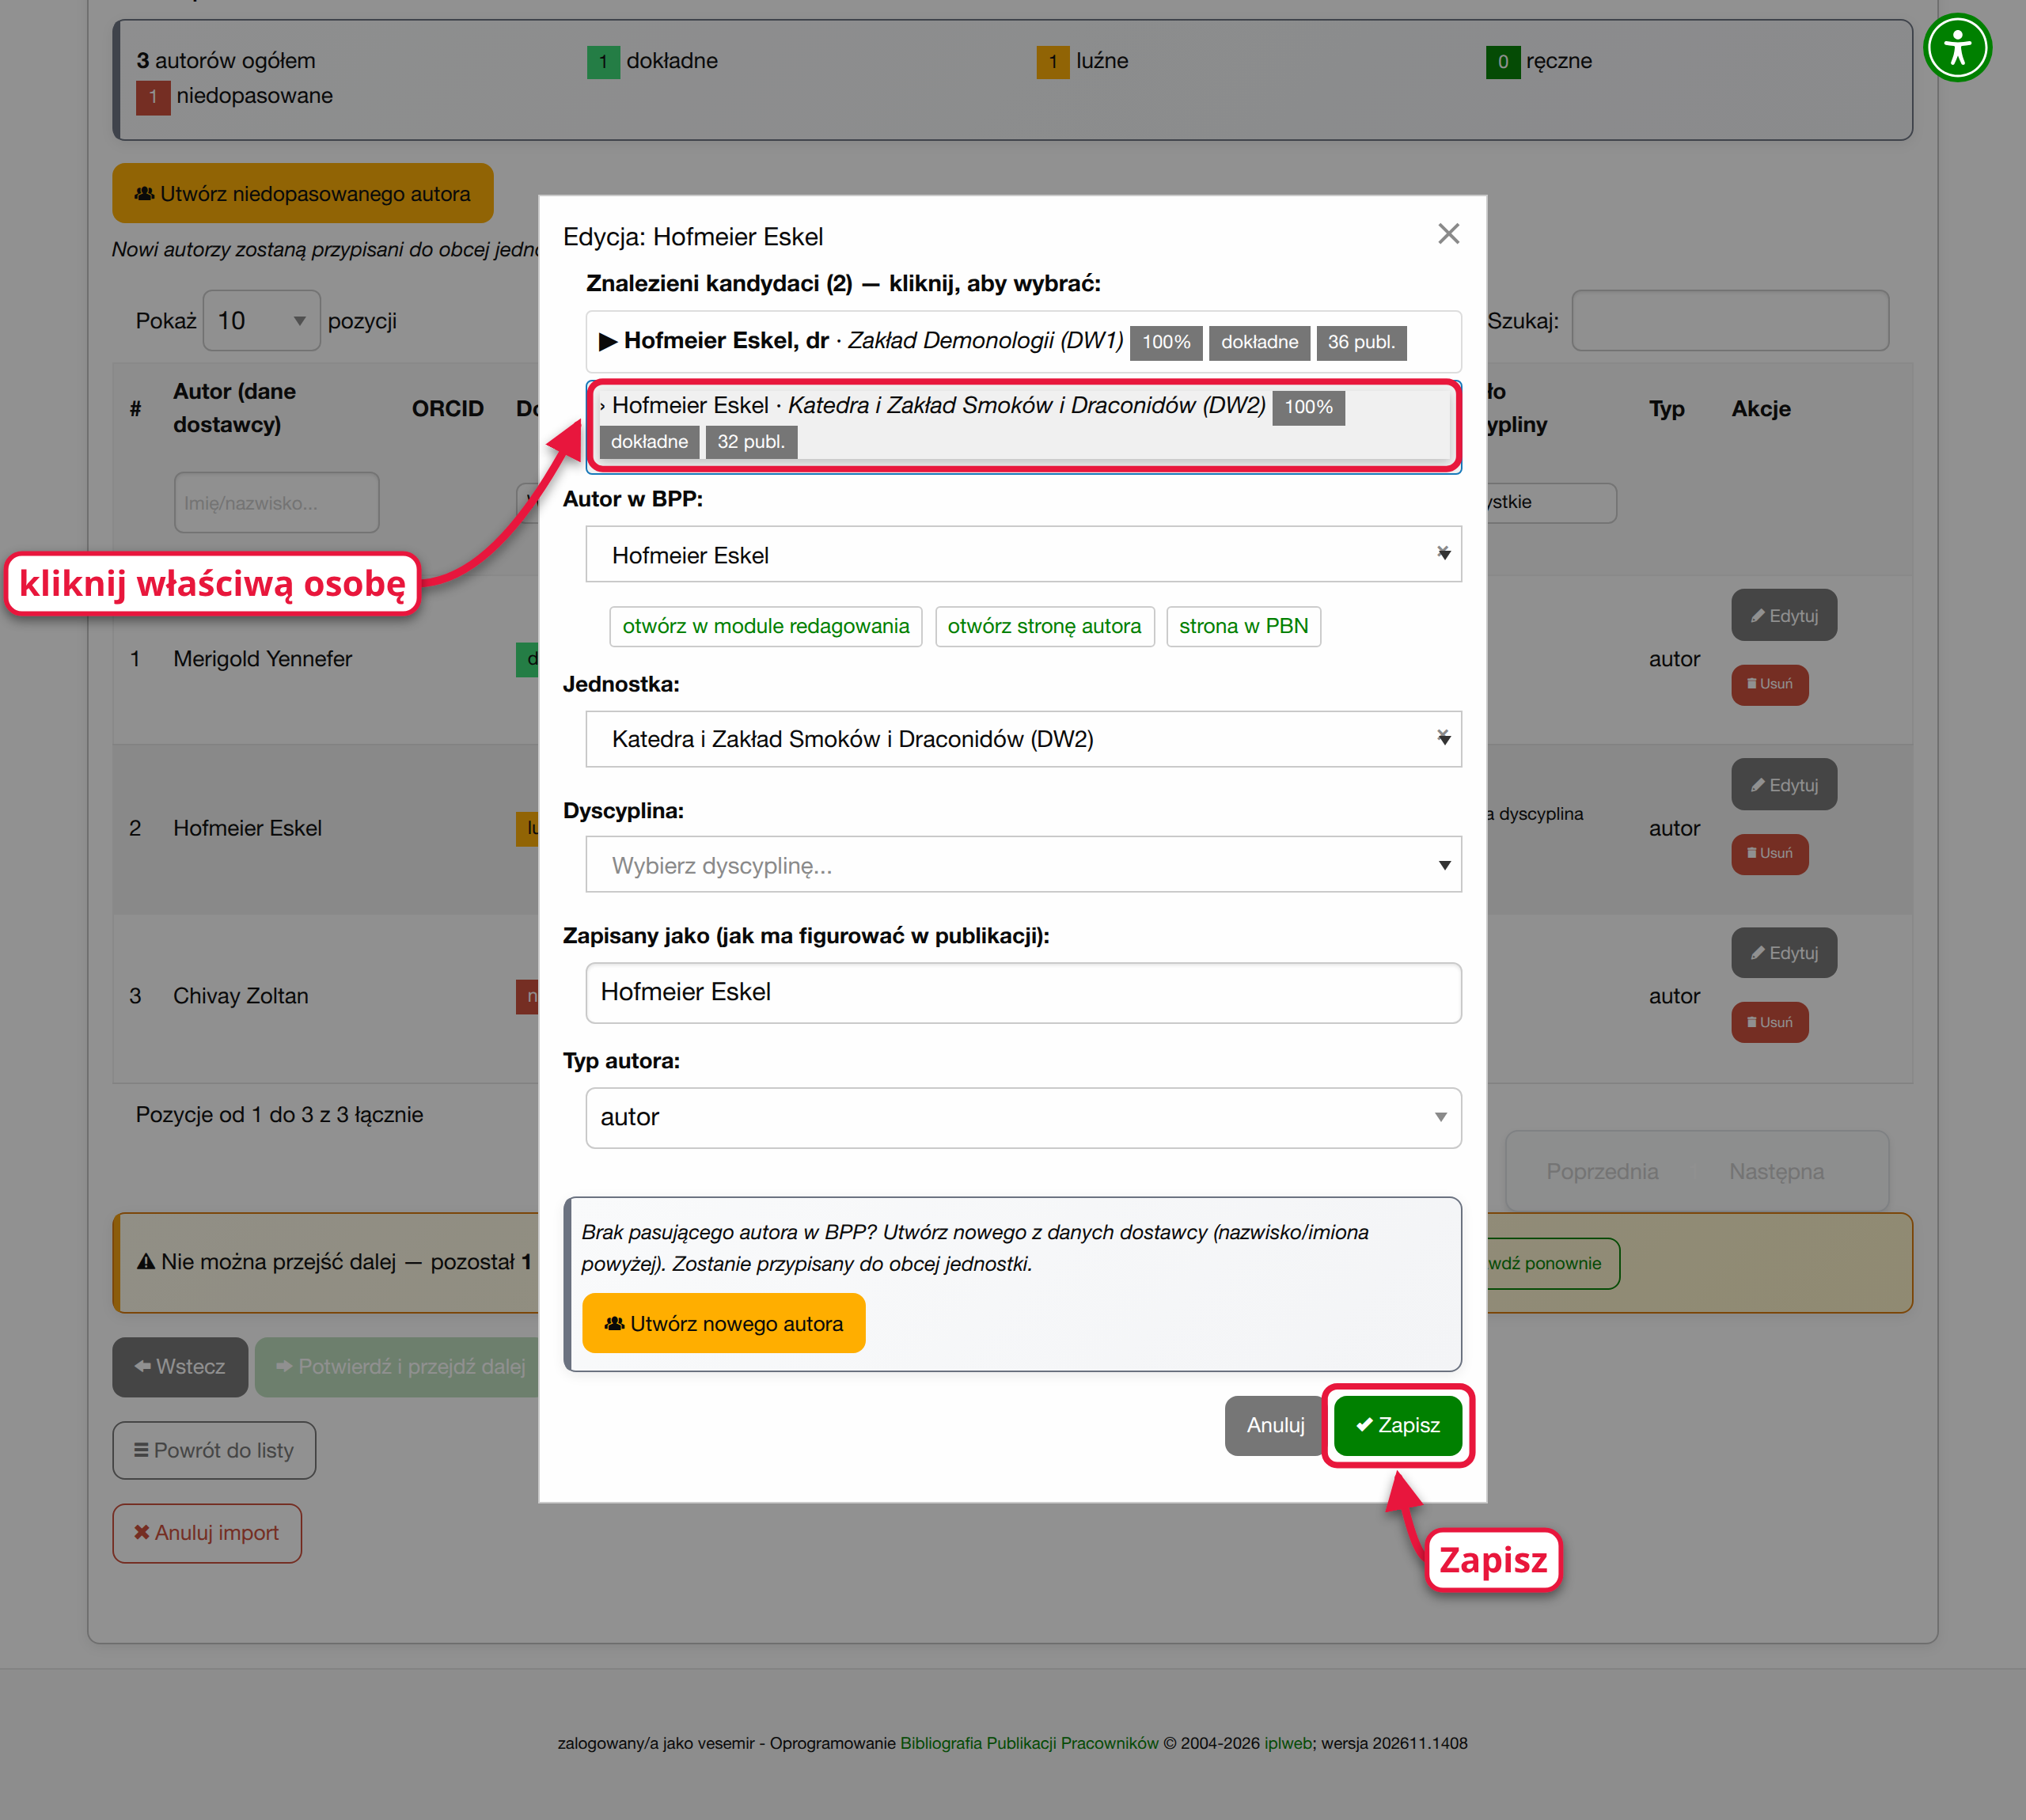 3 autorów ogółem
1 dokładne
1 luźne
0 ręczne
1 niedopasowane
Utwórz niedopasowanego autora
Nowi autorzy zostaną przypisani do obcej
Pokaż 10 pozycji
Szukaj:
# Autor (dane dostawcy) ORCID
Typ Akcje
Imię/nazwisko...
Edycja: Hofmeier Eskel
Znalezieni kandydaci (2) — kliknij, aby wybrać:
▶ Hofmeier Eskel, dr · Zakład Demonologii (DW1) 100% dokładne 36 publ.
› Hofmeier Eskel · Katedra i Zakład Smoków i Draconidów (DW2) 100%
dokładne 32 publ.
Autor w BPP:
Hofmeier Eskel
otwórz w module redagowania otwórz stronę autora strona w PBN
Jednostka:
Katedra i Zakład Smoków i Draconidów (DW2)
Dyscyplina:
Wybierz dyscyplinę...
Zapisany jako (jak ma figurować w publikacji):
Hofmeier Eskel
Typ autora:
autor
Brak pasującego autora w BPP? Utwórz nowego z danych dostawcy (nazwisko/imiona
powyżej). Zostanie przypisany do obcej jednostki.
Utwórz nowego autora
Anuluj
Zapisz
kliknij właściwą osobę
Zapisz
1 Merigold Yennefer autor Edytuj
Usuń
2 Hofmeier Eskel dyscyplina autor Edytuj
Usuń
3 Chivay Zoltan autor Edytuj
Usuń
Pozycje od 1 do 3 z 3 łącznie
Poprzednia Następna
Nie można przejść dalej — pozostał 1
ponownie
Wstecz
Potwierdź i przejdź dalej
Powrót do listy
Anuluj import
zalogowany/a jako vesemir - Oprogramowanie Bibliografia Publikacji Pracowników © 2004-2026 iplweb; wersja 202611.1408